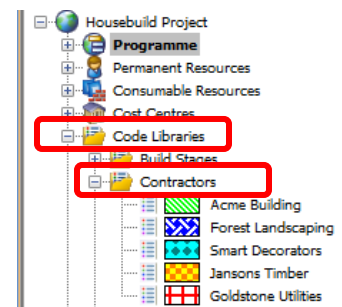 Housebuild Project
Programme
Permanent Resources
Consumable Resources
Cost Centres
Code Libraries
Build Stages
Contractors
Acme Building
Forest Landscaping
Smart Decorators
Jansons Timber
Goldstone Utilities